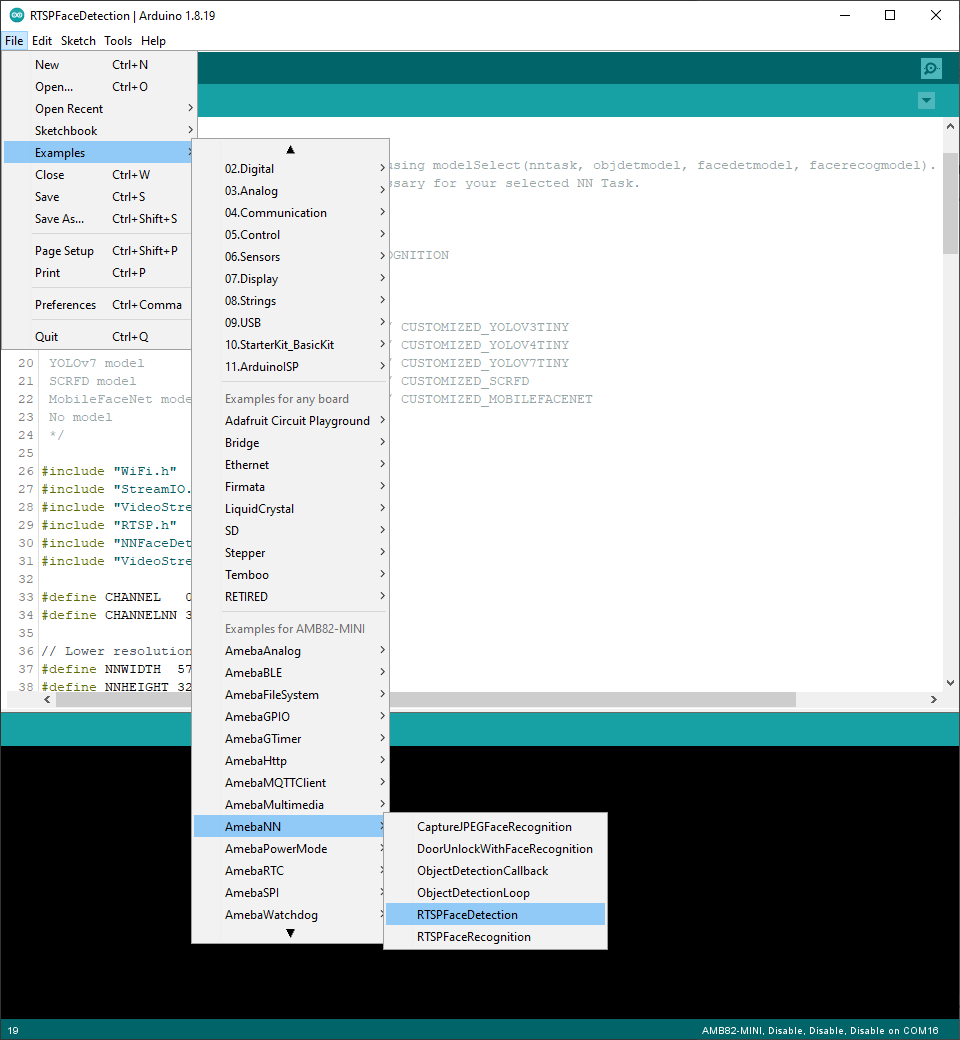 RTSPFaceDetection | Arduino 1.8.19
File Edit Sketch Tools Help
New Ctrl+N
Open... Ctrl+O
Open Recent
Sketchbook
Examples
Close Ctrl+W
Save Ctrl+S
Save As... Ctrl+Shift+S
Page Setup Ctrl+Shift+P
Print Ctrl+P
Preferences Ctrl+Comma
Quit Ctrl+Q
02.Digital
03.Analog
04.Communication
05.Control
06.Sensors
07.Display
08.Strings
09.USB
10.StarterKit_BasicKit
11.ArduinoISP
Examples for any board
Adafruit Circuit Playground
Bridge
Ethernet
Firmata
LiquidCrystal
SD
Stepper
Temboo
RETIRED
Examples for AMB82-MINI
AmebaAnalog
AmebaBLE
AmebaFileSystem
AmebaGPIO
AmebaGTimer
AmebaHttp
AmebaMQTTClient
AmebaMultimedia
AmebaNN
AmebaPowerMode
AmebaRTC
AmebaSPI
AmebaWatchdog
CaptureJPEGFaceRecognition
DoorUnlockWithFaceRecognition
ObjectDetectionCallback
ObjectDetectionLoop
RTSPFaceDetection
RTSPFaceRecognition
using modelSelect(nntask, objdetmodel, facedetmodel, facerecogmodel).
ssary for your selected NN Task.
OGNITION
CUSTOMIZED_YOLOV3TINY
CUSTOMIZED_YOLOV4TINY
20 YOLOv7 model / CUSTOMIZED_YOLOV7TINY
21 SCRFD model / CUSTOMIZED_SCRFD
22 MobileFaceNet mode / CUSTOMIZED_MOBILEFACENET
23 No model
24 */
25
26 #include "WiFi.h"
27 #include "StreamIO.
28 #include "VideoStre
29 #include "RTSP.h"
30 #include "NNFaceDet
31 #include "VideoStre
32
33 #define CHANNEL 0
34 #define CHANNELNN 3
35
36 // Lower resolution
37 #define NNWIDTH 57
38 #define NNHEIGHT 32
19
AMB82-MINI, Disable, Disable, Disable on COM16